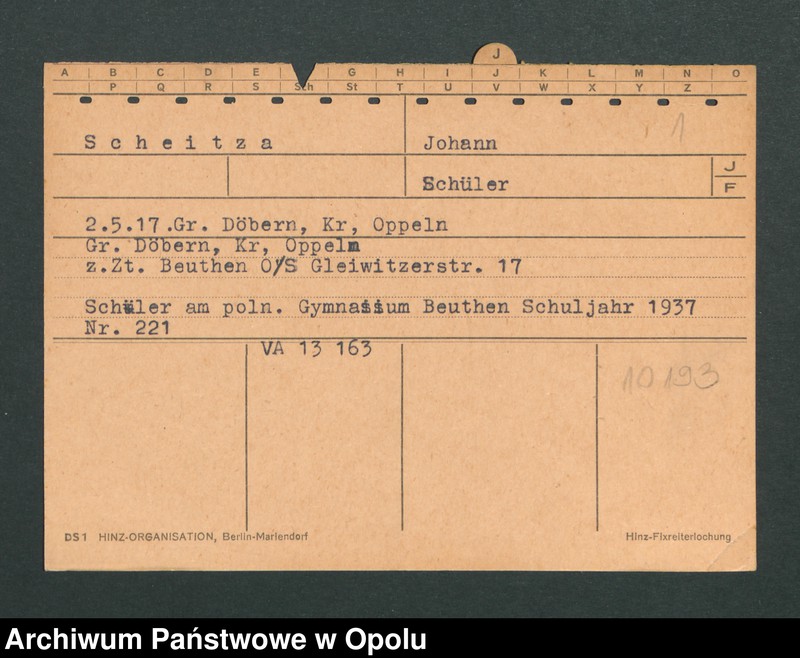 J
A B C D E G H I J K L M N O
P Q R S Sch St T U V W X Y Z
1
S c h e i t z a Johann
Schüler J
F
2.5.17.Gr. Döbern, Kr, Oppeln
Gr. Döbern, Kr, Oppeln
z.Zt. Beuthen O/S Gleiwitzerstr. 17
Schüler am poln. Gymnasium Beuthen Schuljahr 1937
Nr. 221
VA 13 163
10193
DS1 HINZ-ORGANISATION, Berlin-Mariendorf Hinz-Fixreiterlochung
Archiwum Państwowe w Opolu